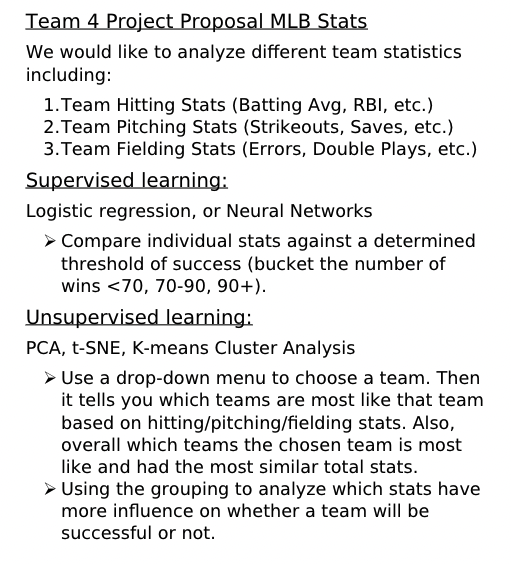 Team 4 Project Proposal MLB Stats
We would like to analyze different team statistics
including:
1.Team Hitting Stats (Batting Avg, RBI, etc.)
2.Team Pitching Stats (Strikeouts, Saves, etc.)
3.Team Fielding Stats (Errors, Double Plays, etc.)
Supervised learning:
Logistic regression, or Neural Networks
➢ Compare individual stats against a determined
threshold of success (bucket the number of
wins <70, 70-90, 90+).
Unsupervised learning:
PCA, t-SNE, K-means Cluster Analysis
➢ Use a drop-down menu to choose a team. Then
it tells you which teams are most like that team
based on hitting/pitching/fielding stats. Also,
overall which teams the chosen team is most
like and had the most similar total stats.
➢ Using the grouping to analyze which stats have
more influence on whether a team will be
successful or not.